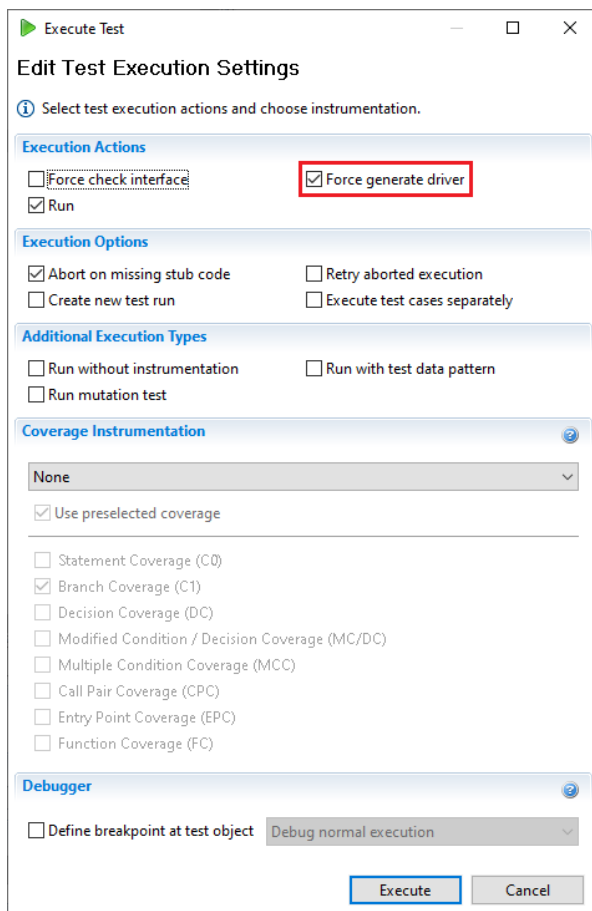 Execute Test
Edit Test Execution Settings
Select test execution actions and choose instrumentation.
Execution Actions
Force check interface
Force generate driver
Run
Execution Options
Abort on missing stub code
Retry aborted execution
Create new test run
Execute test cases separately
Additional Execution Types
Run without instrumentation
Run with test data pattern
Run mutation test
Coverage Instrumentation
None
Use preselected coverage
Statement Coverage (C0)
Branch Coverage (C1)
Decision Coverage (DC)
Modified Condition / Decision Coverage (MC/DC)
Multiple Condition Coverage (MCC)
Call Pair Coverage (CPC)
Entry Point Coverage (EPC)
Function Coverage (FC)
Debugger
Define breakpoint at test object
Debug normal execution
Execute
Cancel